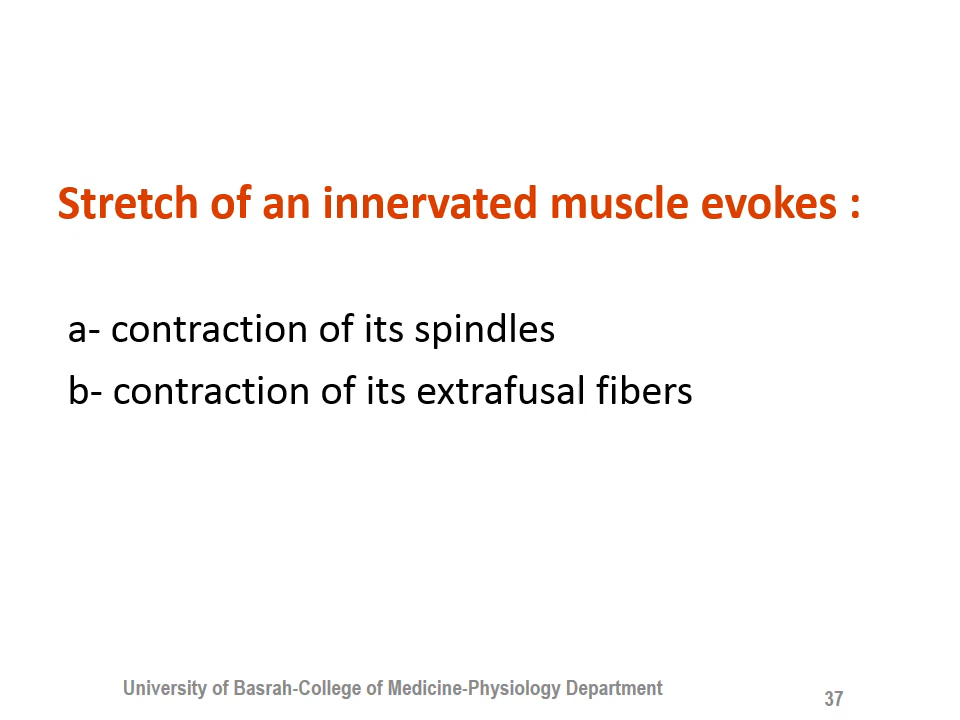 Stretch of an innervated muscle evokes :
a- contraction of its spindles
b- contraction of its extrafusal fibers
University of Basrah-College of Medicine-Physiology Department
37